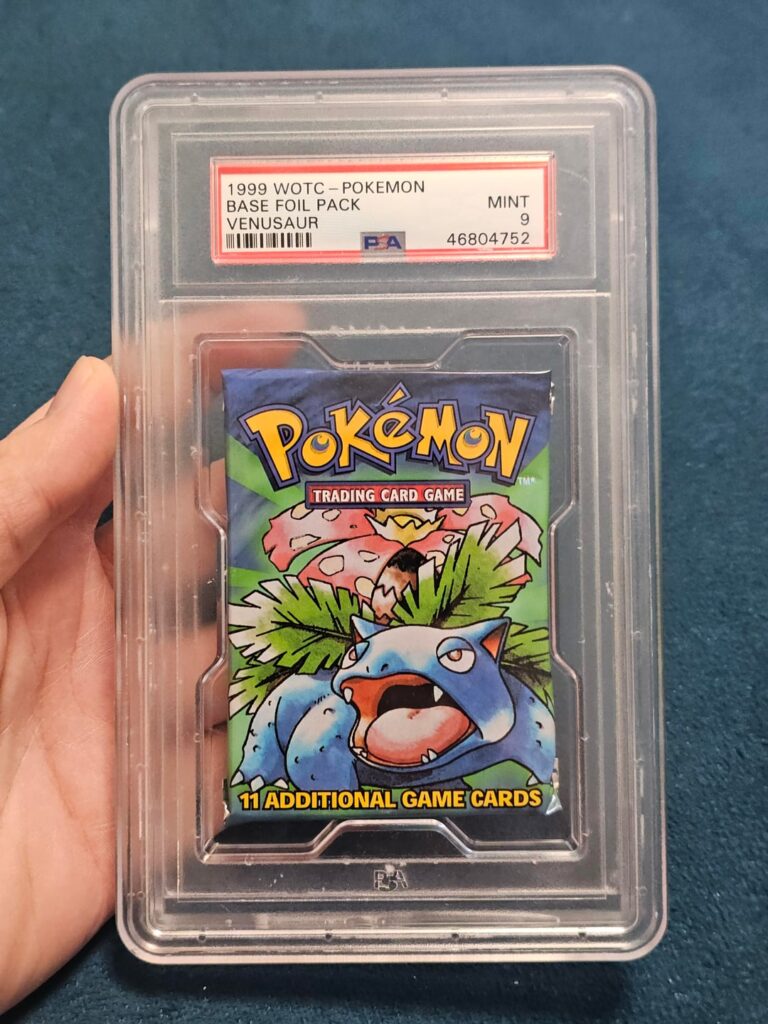 1999 WOTC - POKEMON
BASE FOIL PACK MINT
VENUSAUR 9
PSA 46804752
POKéMON
TM*
TRADING CARD GAME
11 ADDITIONAL GAME CARDS
PSA